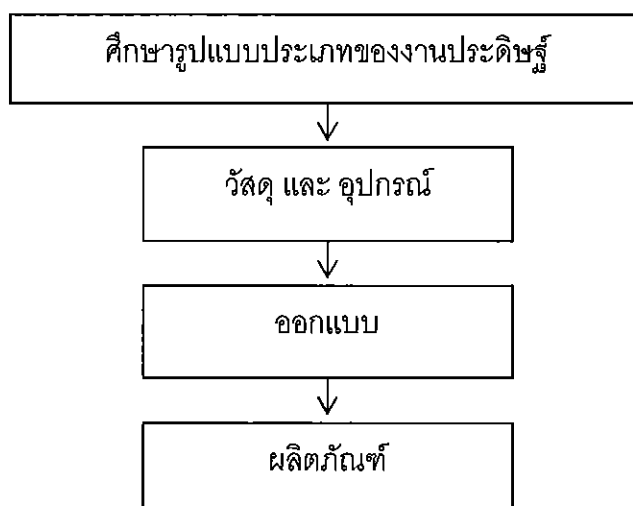 ศึกษารูปแบบประเภทของงานประดิษฐ์
วัสดุ และ อุปกรณ์
ออกแบบ
ผลิตภัณฑ์